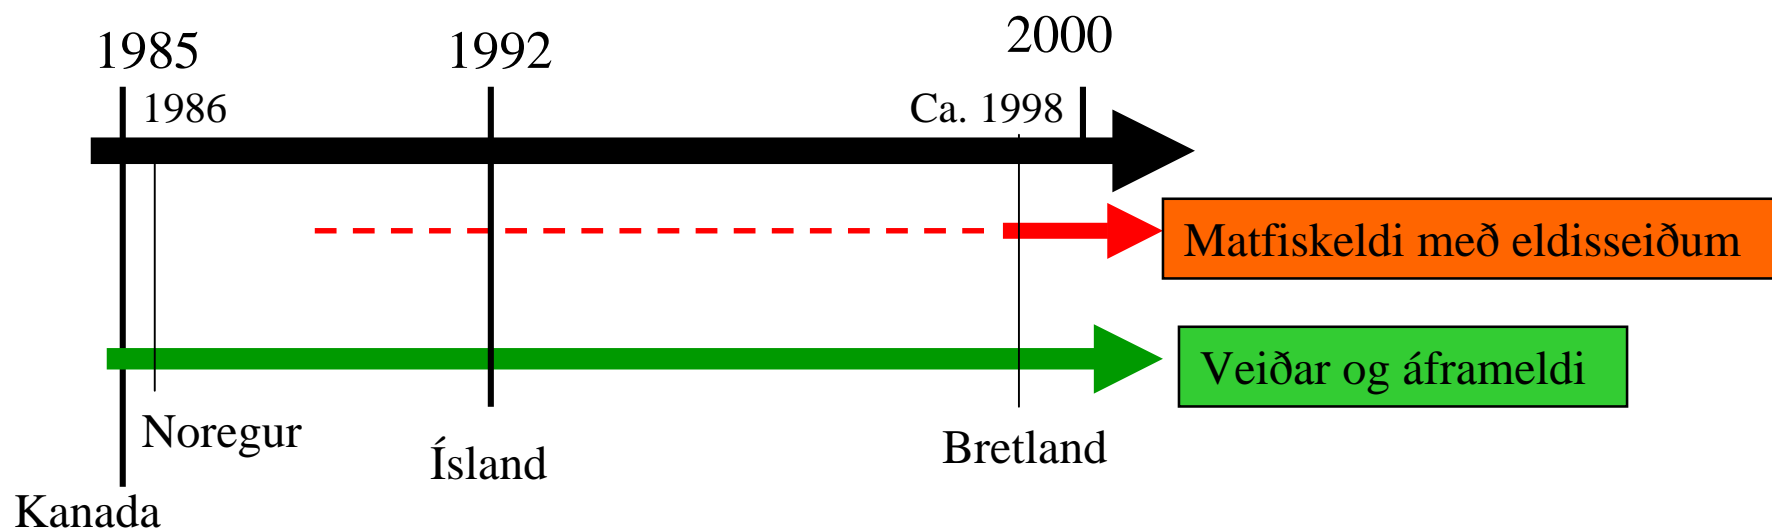 1985
1992
2000
1986
Ca. 1998
Matfiskeldi með eldisseiðum
Veiðar og áframeldi
Noregur
Ísland
Bretland
Kanada